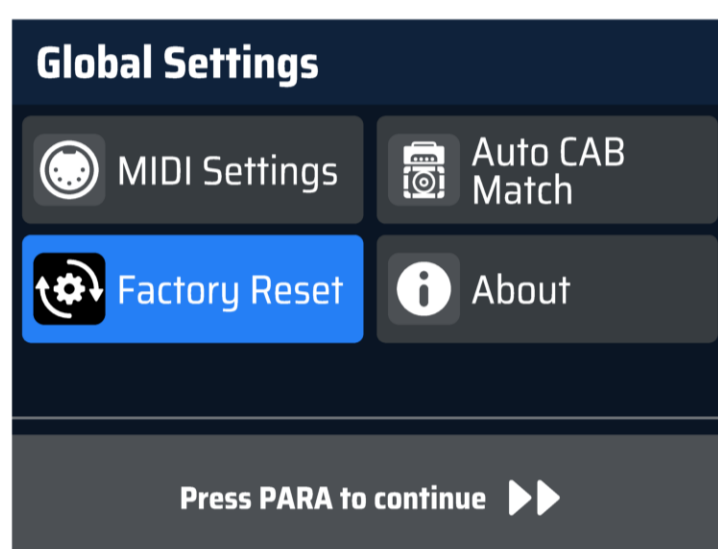 Global Settings
MIDI Settings
Auto CAB
Match
Factory Reset
About
Press PARA to continue